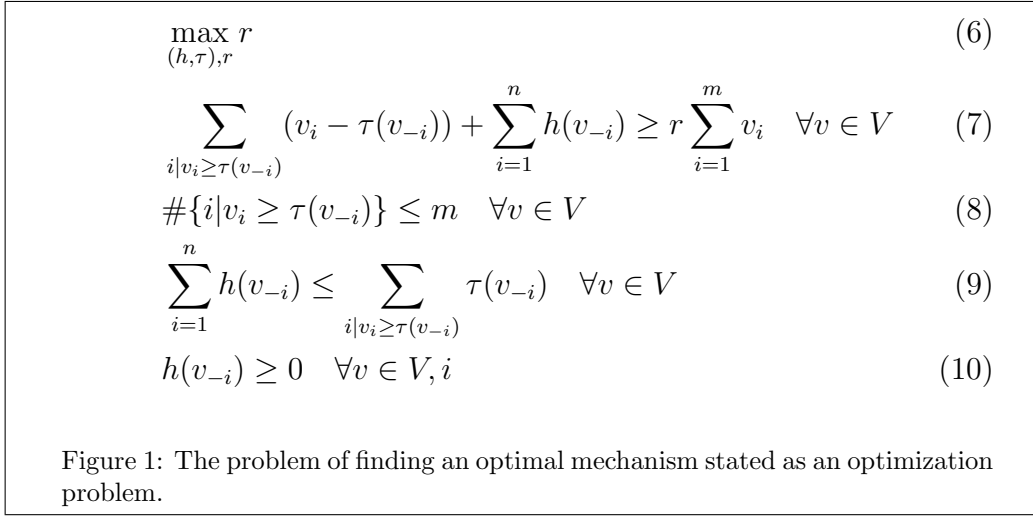 max r (6)
(h,τ),r
∑_{i|v_i≥τ(v_{−i})} (v_i − τ(v_{−i})) + ∑_{i=1}^{n} h(v_{−i}) ≥ r ∑_{i=1}^{m} v_i ∀v ∈ V (7)
#{i|v_i ≥ τ(v_{−i})} ≤ m ∀v ∈ V (8)
∑_{i=1}^{n} h(v_{−i}) ≤ ∑_{i|v_i≥τ(v_{−i})} τ(v_{−i}) ∀v ∈ V (9)
h(v_{−i}) ≥ 0 ∀v ∈ V, i (10)
Figure 1: The problem of finding an optimal mechanism stated as an optimization
problem.